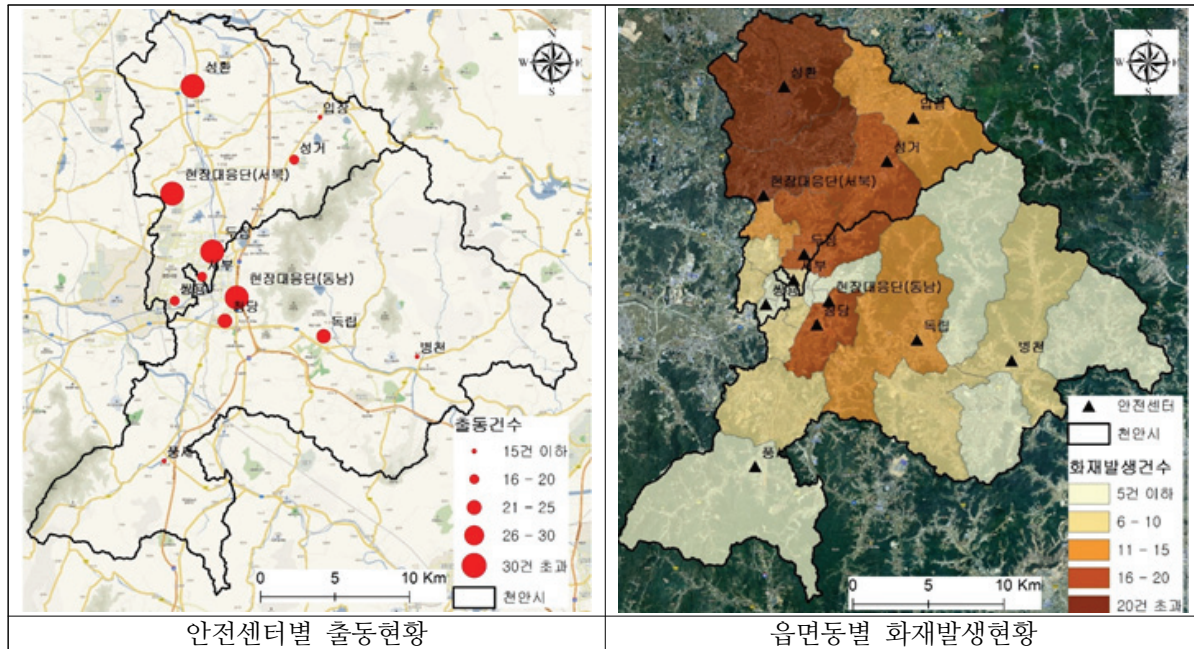 N
W
E
S
성환
입장
성거
현장대응단(서북)
두정
서부
쌍용
현장대응단(동남)
청당
독립
병천
풍세
출동건수
15건 이하
16 - 20
21 - 25
26 - 30
30건 초과
천안시
0
5
10 Km
안전센터별 출동현황
N
W
E
S
성환
입장
성거
현장대응단(서북)
두정
부
쌍용
현장대응단(동남)
청당
독립
병천
풍세
안전센터
천안시
화재발생건수
5건 이하
6 - 10
11 - 15
16 - 20
20건 초과
0
5
10 Km
읍면동별 화재발생현황